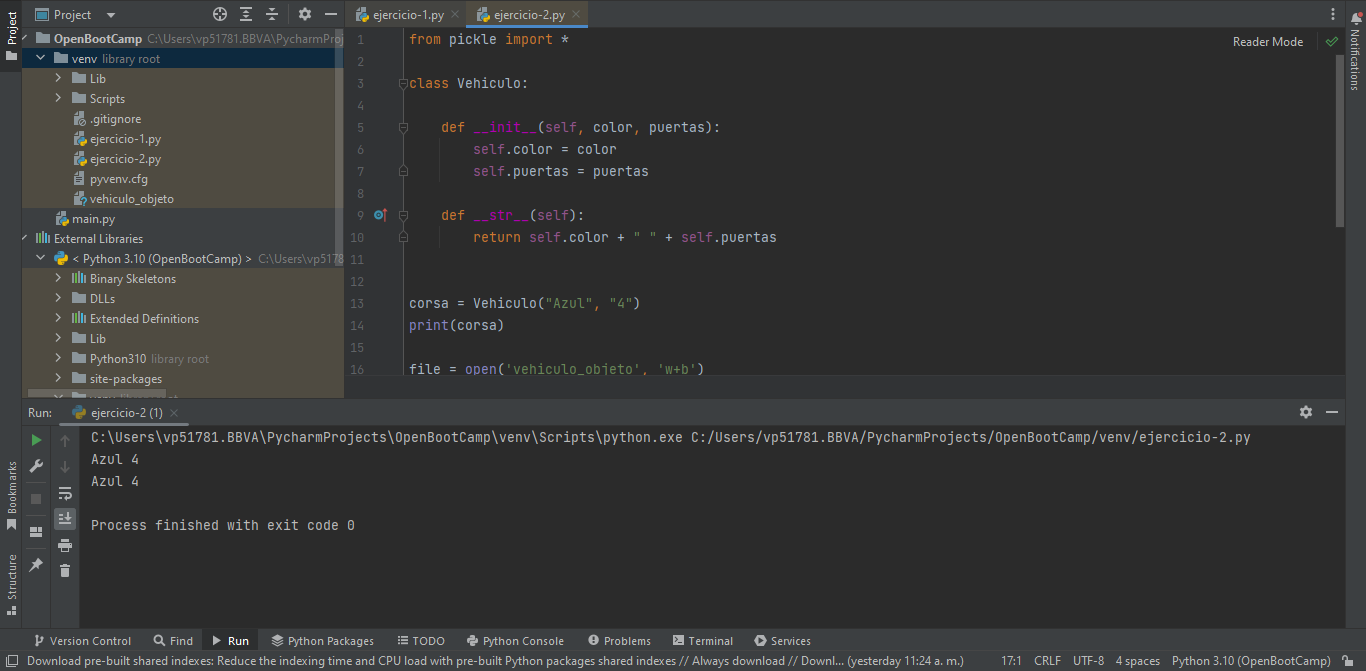 Project
ejercicio-1.py
ejercicio-2.py
Project
OpenBootCamp C:\Users\vp51781.BBVA\PycharmProj
venv library root
Lib
Scripts
.gitignore
ejercicio-1.py
ejercicio-2.py
pyvenv.cfg
vehiculo_objeto
main.py
External Libraries
< Python 3.10 (OpenBootCamp) > C:\Users\vp5178
Binary Skeletons
DLLs
Extended Definitions
Lib
Python310 library root
site-packages
Reader Mode
Notifications
1 from pickle import *
2
3 class Vehiculo:
4
5 def __init__(self, color, puertas):
6 self.color = color
7 self.puertas = puertas
8
9 def __str__(self):
10 return self.color + " " + self.puertas
11
12
13 corsa = Vehiculo("Azul", "4")
14 print(corsa)
15
16 file = open('vehiculo_objeto', 'w+b')
Run: ejercicio-2 (1)
C:\Users\vp51781.BBVA\PycharmProjects\OpenBootCamp\venv\Scripts\python.exe C:/Users/vp51781.BBVA/PycharmProjects/OpenBootCamp/venv/ejercicio-2.py
Azul 4
Azul 4
Process finished with exit code 0
Bookmarks
Structure
Version Control Find Run Python Packages TODO Python Console Problems Terminal Services
Download pre-built shared indexes: Reduce the indexing time and CPU load with pre-built Python packages shared indexes // Always download // Downl... (yesterday 11:24 a. m.) 17:1 CRLF UTF-8 4 spaces Python 3.10 (OpenBootCamp)